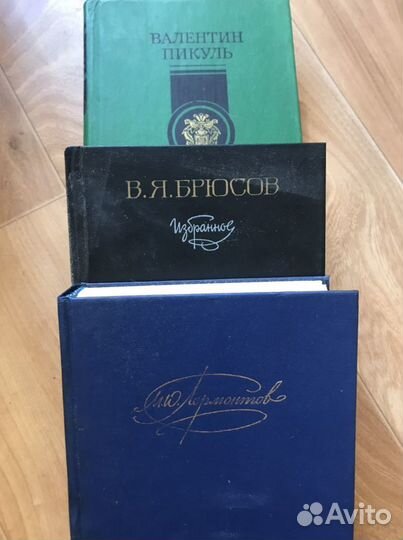 ВАЛЕНТИН
ПИКУЛЬ
В.Я.БРЮСОВ
Избранное
М.Ю.Лермонтов
Avito